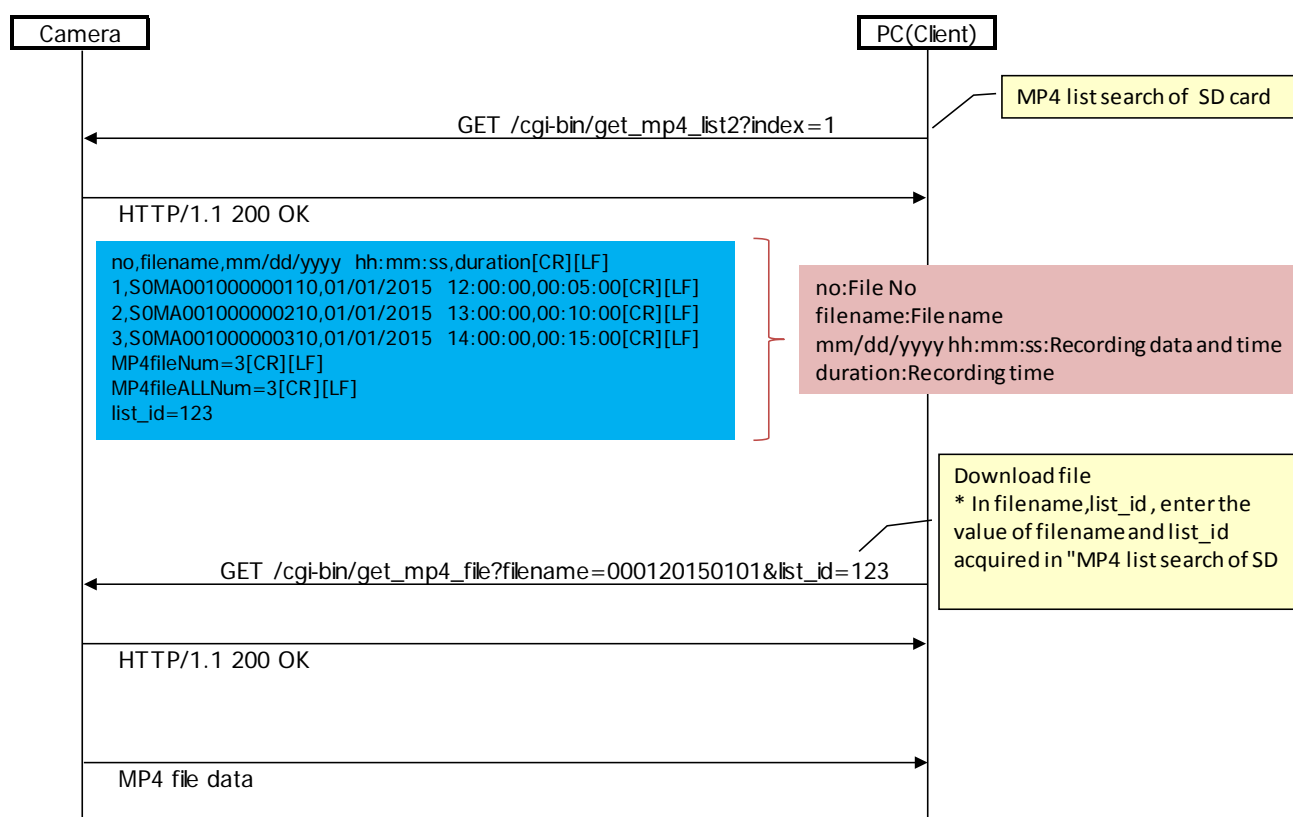 Camera
PC(Client)
MP4 list search of SD card
GET /cgi-bin/get_mp4_list2?index=1
HTTP/1.1 200 OK
no,filename,mm/dd/yyyy hh:mm:ss,duration[CR][LF]
1,S0MA001000000110,01/01/2015 12:00:00,00:05:00[CR][LF]
2,S0MA001000000210,01/01/2015 13:00:00,00:10:00[CR][LF]
3,S0MA001000000310,01/01/2015 14:00:00,00:15:00[CR][LF]
MP4fileNum=3[CR][LF]
MP4fileALLNum=3[CR][LF]
list_id=123
no:File No
filename:File name
mm/dd/yyyy hh:mm:ss:Recording data and time
duration:Recording time
Download file
* In filename,list_id , enter the
value of filename and list_id
acquired in "MP4 list search of SD
GET /cgi-bin/get_mp4_file?filename=000120150101&list_id=123
HTTP/1.1 200 OK
MP4 file data